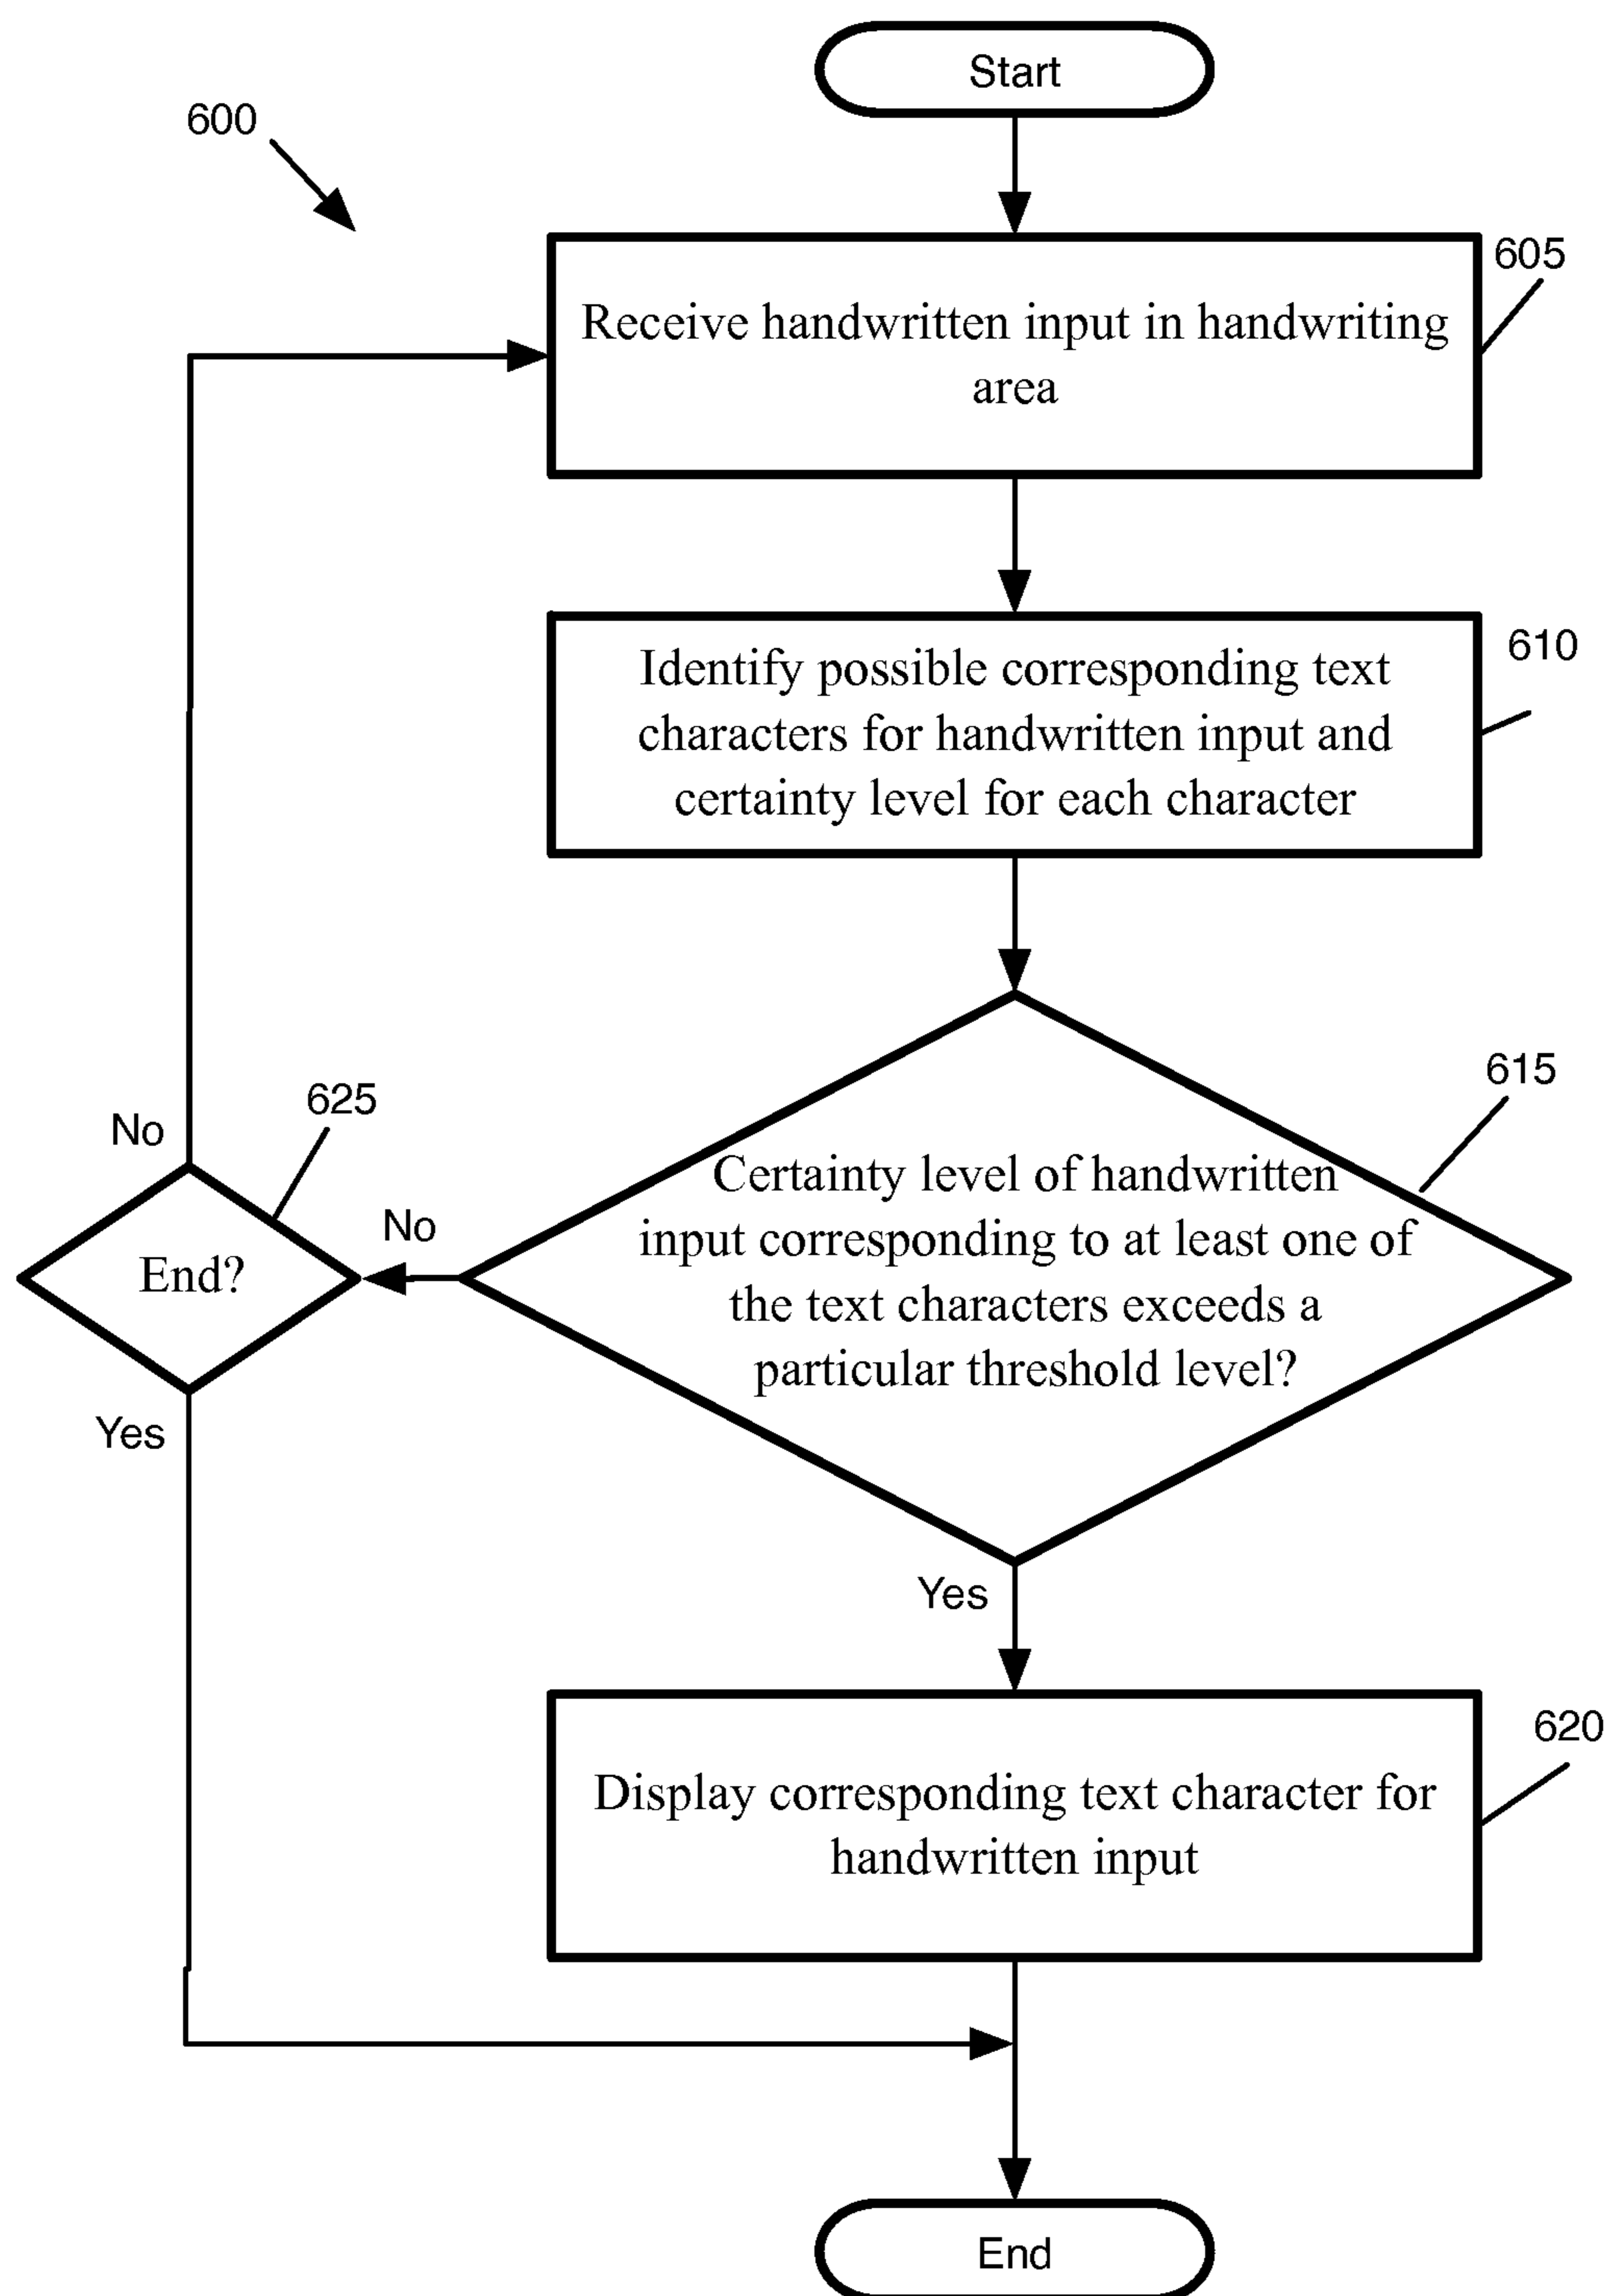 Start
600
605
Receive handwritten input in handwriting
area
610
Identify possible corresponding text
characters for handwritten input and
certainty level for each character
615
Certainty level of handwritten
input corresponding to at least one of
the text characters exceeds a
particular threshold level?
No
625
No
End?
Yes
Yes
620
Display corresponding text character for
handwritten input
End